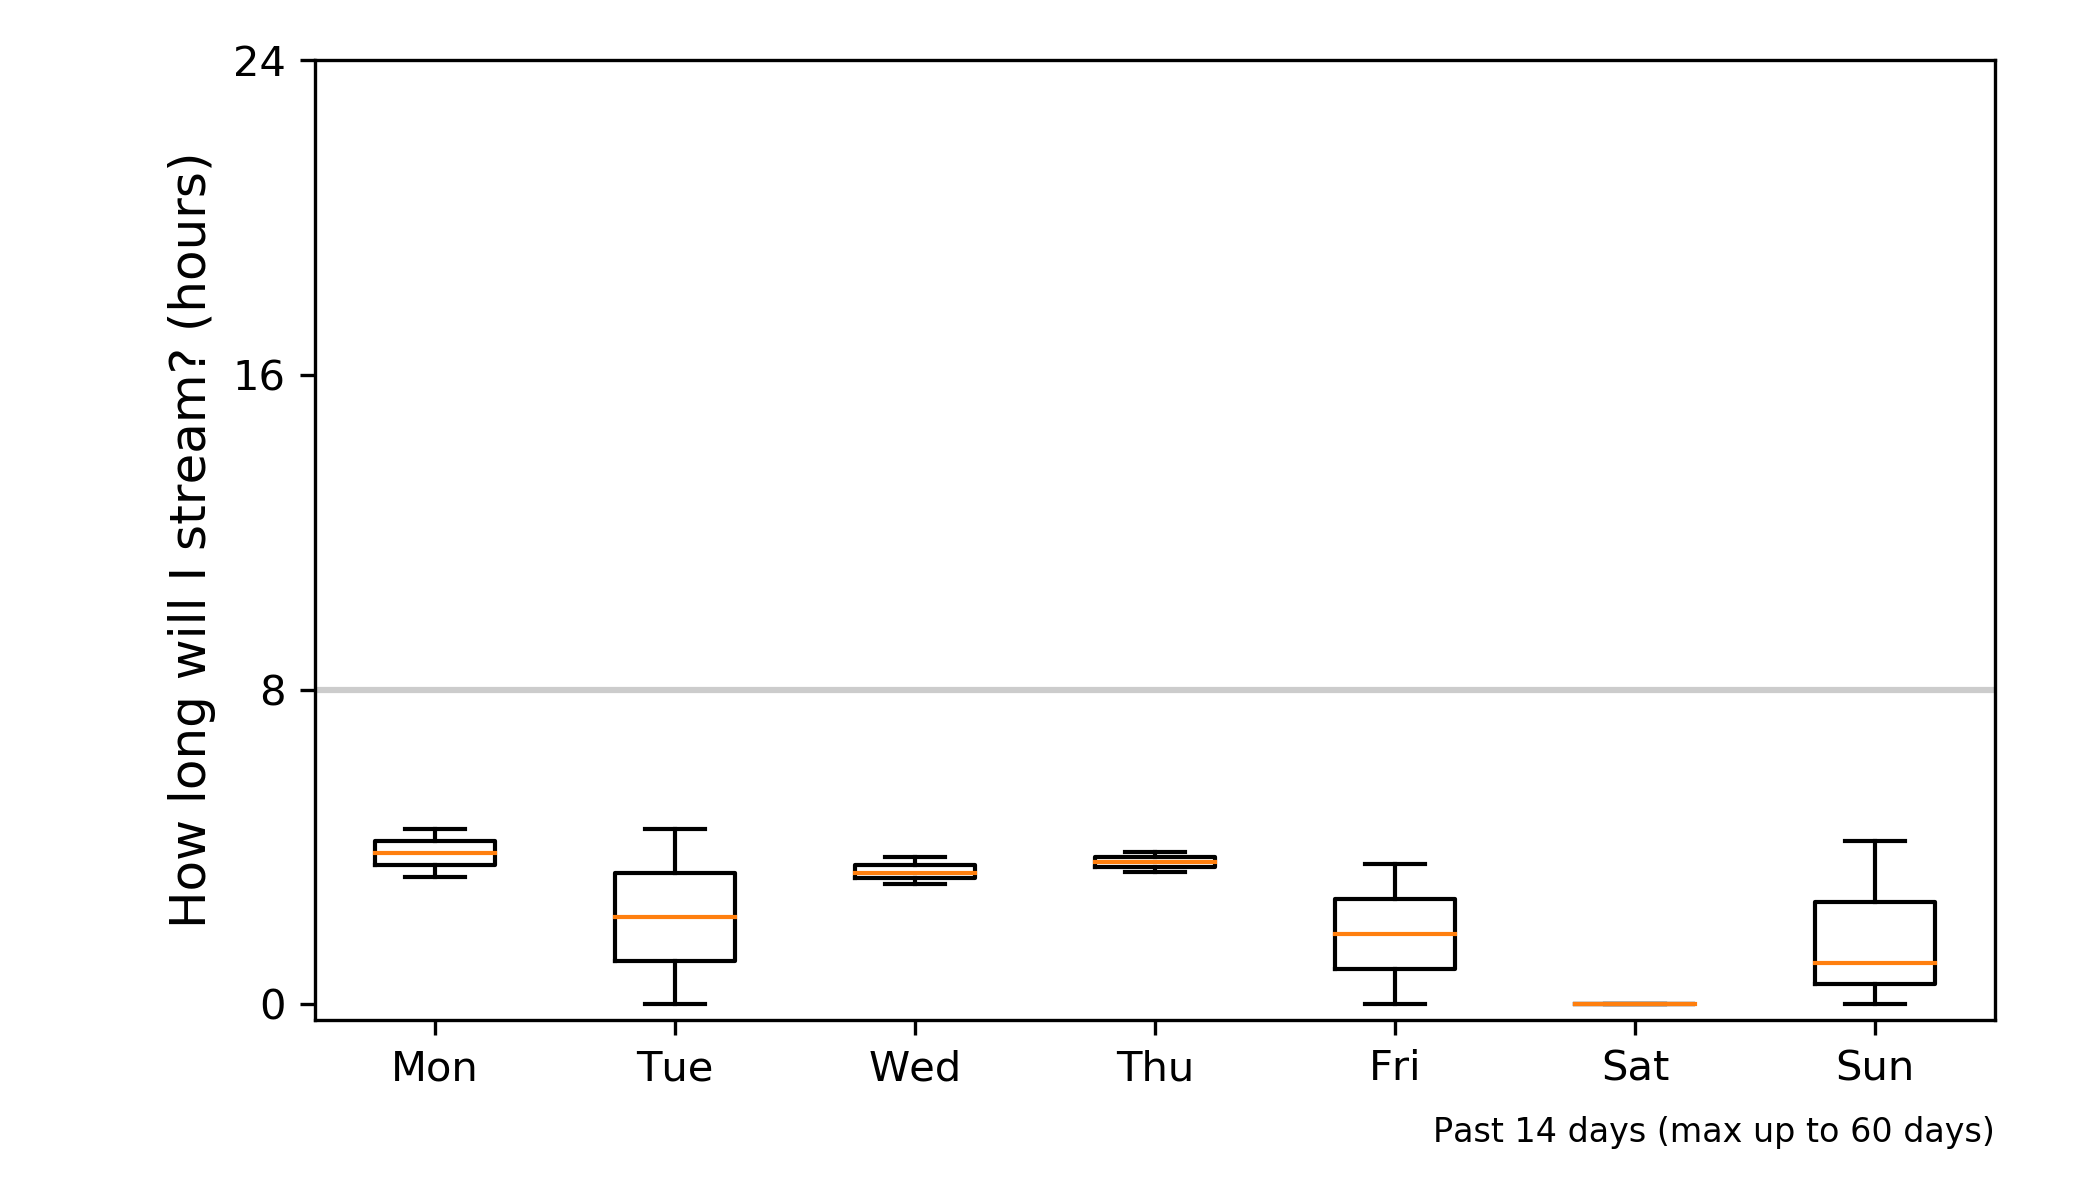 How long will I stream? (hours)
24
16
8
0
Mon Tue Wed Thu Fri Sat Sun
Past 14 days (max up to 60 days)